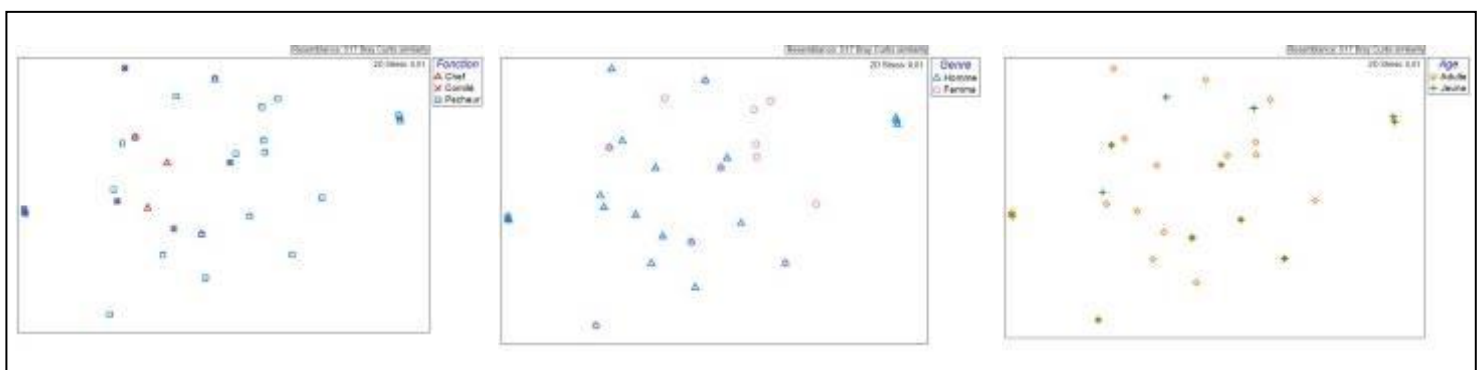 Resemblance: S17 Bray Curtis similarity
2D Stress: 0,01
Fonction
Chef
Comité
Pecheur
Resemblance: S17 Bray Curtis similarity
2D Stress: 0,01
Genre
Homme
Femme
Resemblance: S17 Bray Curtis similarity
2D Stress: 0,01
Age
Adulte
Jeune